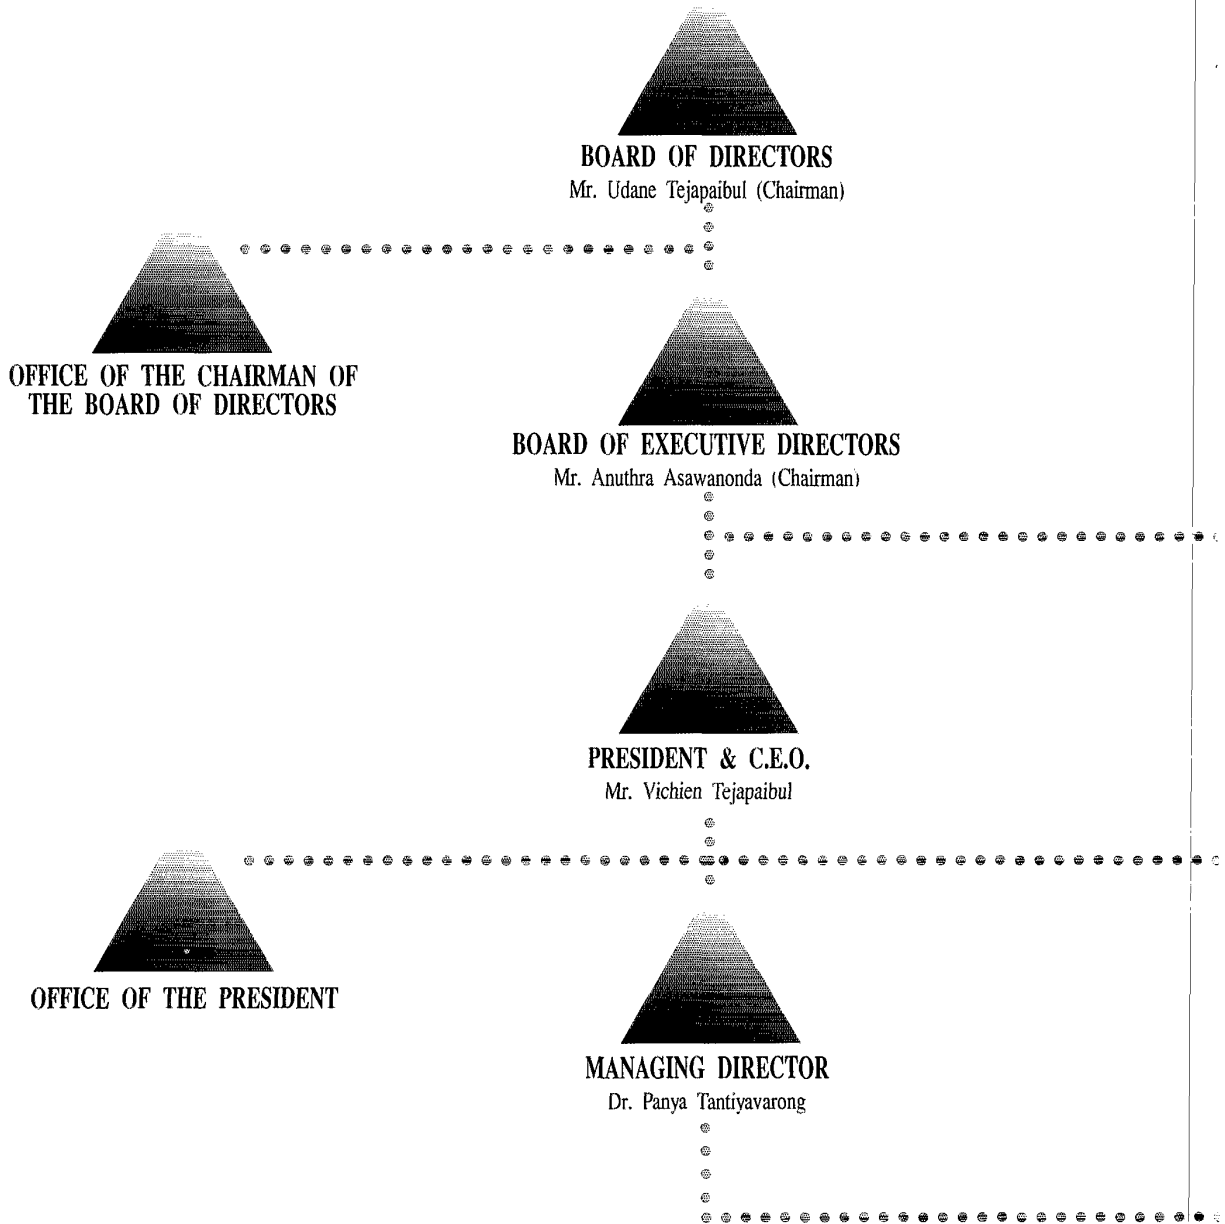 BOARD OF DIRECTORS
Mr. Udane Tejapaibul (Chairman)
OFFICE OF THE CHAIRMAN OF
THE BOARD OF DIRECTORS
BOARD OF EXECUTIVE DIRECTORS
Mr. Anuthra Asawanonda (Chairman)
PRESIDENT & C.E.O.
Mr. Vichien Tejapaibul
OFFICE OF THE PRESIDENT
MANAGING DIRECTOR
Dr. Panya Tantiyavarong